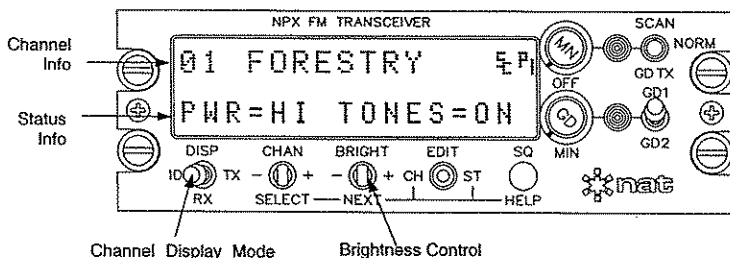 NPX FM TRANSCEIVER
SCAN
Channel Info
01 FORESTRY
MN
NORM
OFF
GD TX
Status Info
PWR=HI TONES=ON
GD
GD1
MIN
GD2
DISP
CHAN
BRIGHT
EDIT
SQ
ID TX
- +
- +
CH ST
RX
SELECT
NEXT
HELP
nat
Channel Display Mode
Brightness Control